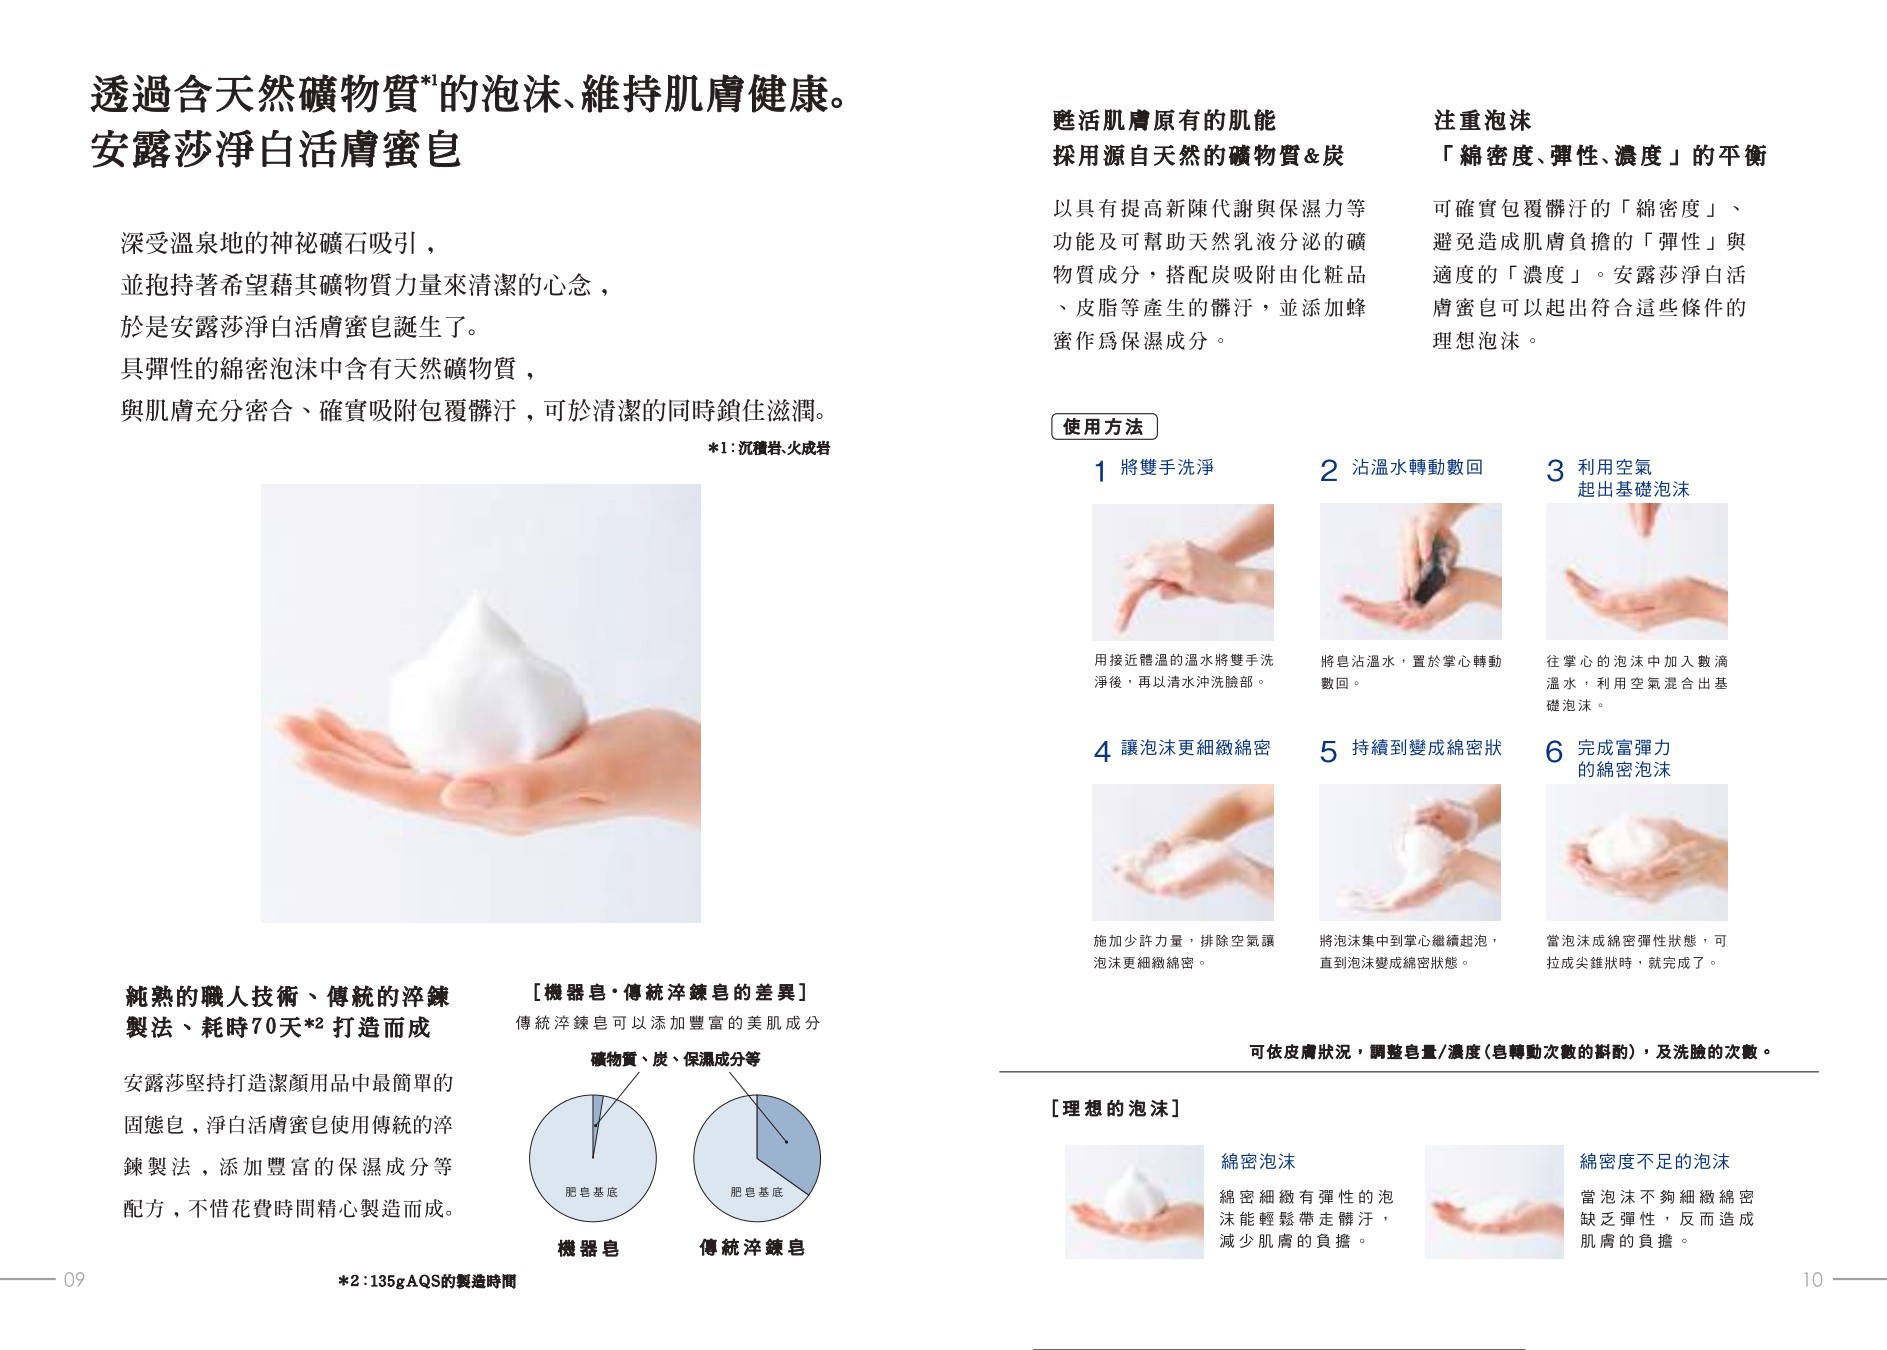 透過含天然礦物質*1的泡沫、維持肌膚健康。
安露莎淨白活膚蜜皂
深受溫泉地的神祕礦石吸引，
並抱持著希望藉其礦物質力量來清潔的心念，
於是安露莎淨白活膚蜜皂誕生了。
具彈性的綿密泡沫中含有天然礦物質，
與肌膚充分密合、確實吸附包覆髒汙，可於清潔的同時鎖住滋潤。
＊1：沉積岩、火成岩
純熟的職人技術、傳統的淬鍊
製法、耗時70天*2 打造而成
安露莎堅持打造潔顏用品中最簡單的
固態皂，淨白活膚蜜皂使用傳統的淬
鍊製法，添加豐富的保濕成分等
配方，不惜花費時間精心製造而成。
＊2：135gAQS的製造時間
［機器皂・傳統淬鍊皂的差異］
傳統淬鍊皂可以添加豐富的美肌成分
礦物質、炭、保濕成分等
肥皂基底
肥皂基底
機器皂
傳統淬鍊皂
09
甦活肌膚原有的肌能
採用源自天然的礦物質&炭
以具有提高新陳代謝與保濕力等
功能及可幫助天然乳液分泌的礦
物質成分，搭配炭吸附由化粧品
、皮脂等產生的髒汙，並添加蜂
蜜作為保濕成分。
注重泡沫
「綿密度、彈性、濃度」的平衡
可確實包覆髒汙的「綿密度」、
避免造成肌膚負擔的「彈性」與
適度的「濃度」。安露莎淨白活
膚蜜皂可以起出符合這些條件的
理想泡沫。
使用方法
1 將雙手洗淨
用接近體溫的溫水將雙手洗
淨後，再以清水沖洗臉部。
2 沾溫水轉動數回
將皂沾溫水，置於掌心轉動
數回。
3 利用空氣
起出基礎泡沫
往掌心的泡沫中加入數滴
溫水，利用空氣混合出基
礎泡沫。
4 讓泡沫更細緻綿密
施加少許力量，排除空氣讓
泡沫更細緻綿密。
5 持續到變成綿密狀
將泡沫集中到掌心繼續起泡，
直到泡沫變成綿密狀態。
6 完成富彈力
的綿密泡沫
當泡沫成綿密彈性狀態，可
拉成尖錐狀時，就完成了。
可依皮膚狀況，調整皂量/濃度（皂轉動次數的斟酌），及洗臉的次數。
［理想的泡沫］
綿密泡沫
綿密細緻有彈性的泡
沫能輕鬆帶走髒汙，
減少肌膚的負擔。
綿密度不足的泡沫
當泡沫不夠細緻綿密
缺乏彈性，反而造成
肌膚的負擔。
10